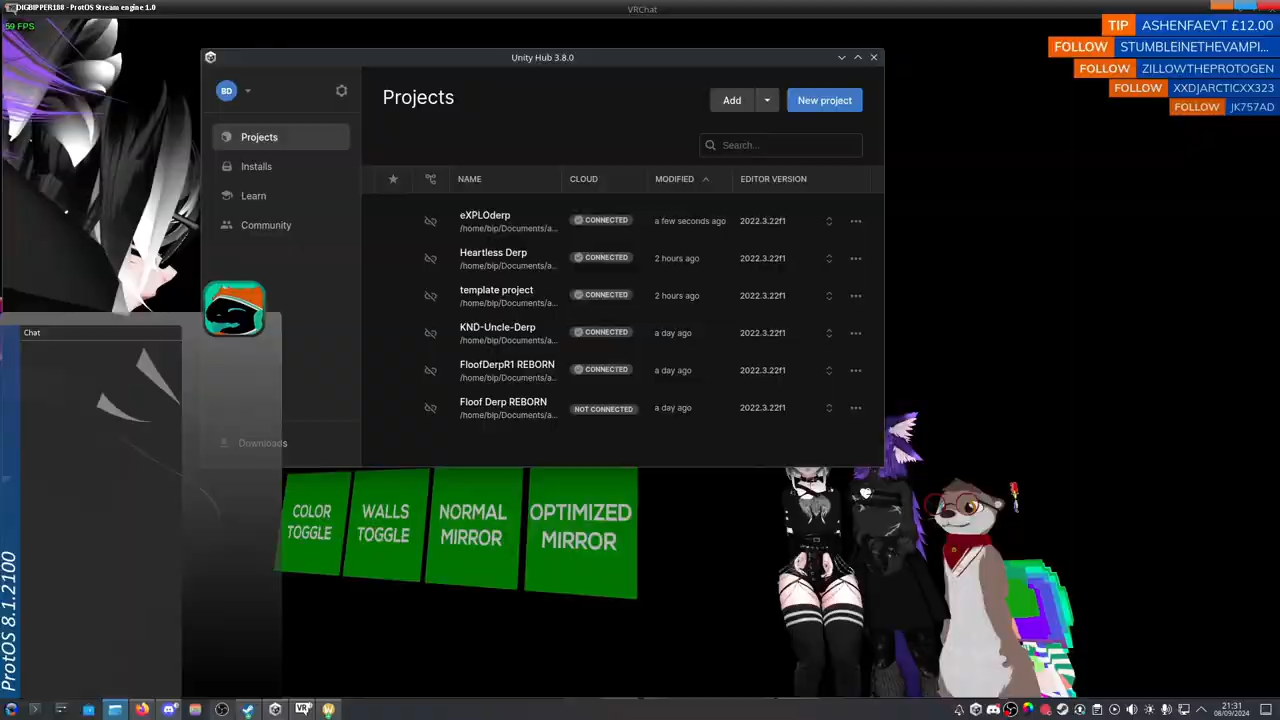 DIGBIPPER188 - ProtOS Stream engine 1.0
VRChat
59 FPS
TIP ASHENFAEVT £12.00
FOLLOW STUMBLEINETHEVAMPI...
FOLLOW ZILLOWTHEPROTOGEN
FOLLOW XXDJARCTICXX323
FOLLOW JK757AD
Unity Hub 3.8.0
BD
Projects
Installs
Learn
Community
Downloads
Projects
Add
New project
Search...
NAME CLOUD MODIFIED EDITOR VERSION
eXPLOderp CONNECTED a few seconds ago 2022.3.22f1
/home/bip/Documents/a...
Heartless Derp CONNECTED 2 hours ago 2022.3.22f1
/home/bip/Documents/a...
template project CONNECTED 2 hours ago 2022.3.22f1
/home/bip/Documents/a...
KND-Uncle-Derp CONNECTED a day ago 2022.3.22f1
/home/bip/Documents/a...
FloofDerpR1 REBORN CONNECTED a day ago 2022.3.22f1
/home/bip/Documents/a...
Floof Derp REBORN NOT CONNECTED a day ago 2022.3.22f1
/home/bip/Documents/a...
Chat
COLOR
TOGGLE
WALLS
TOGGLE
NORMAL
MIRROR
OPTIMIZED
MIRROR
ProtOS 8.1.2100
VR
21:31
08/09/2024